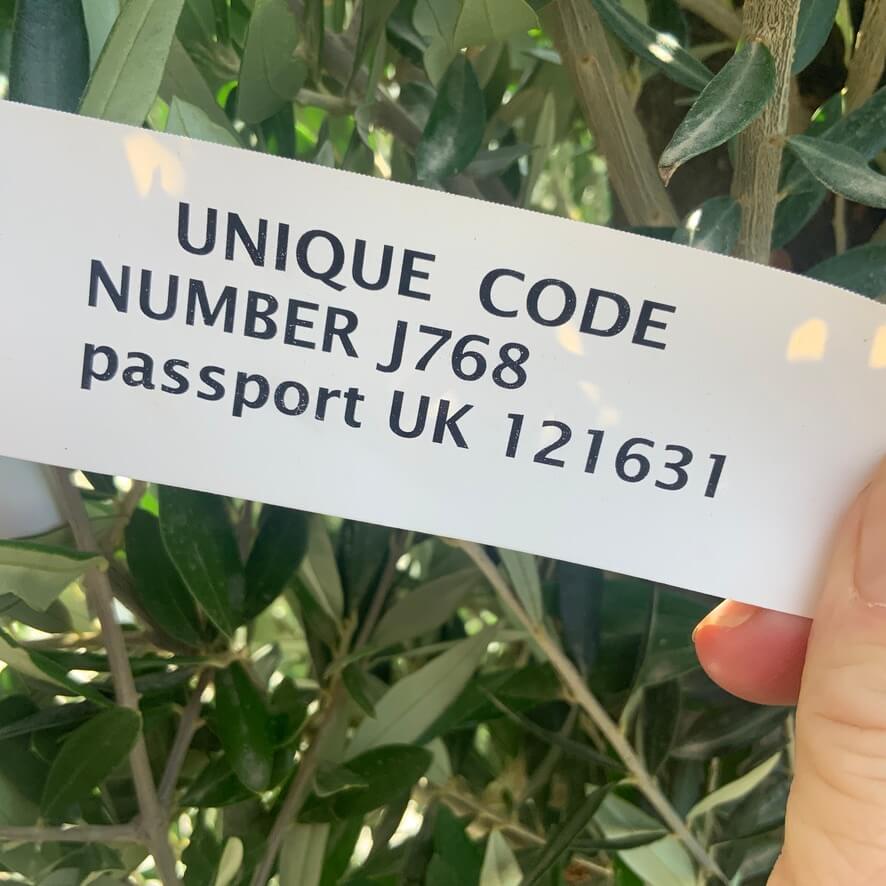 UNIQUE CODE
NUMBER J768
passport UK 121631